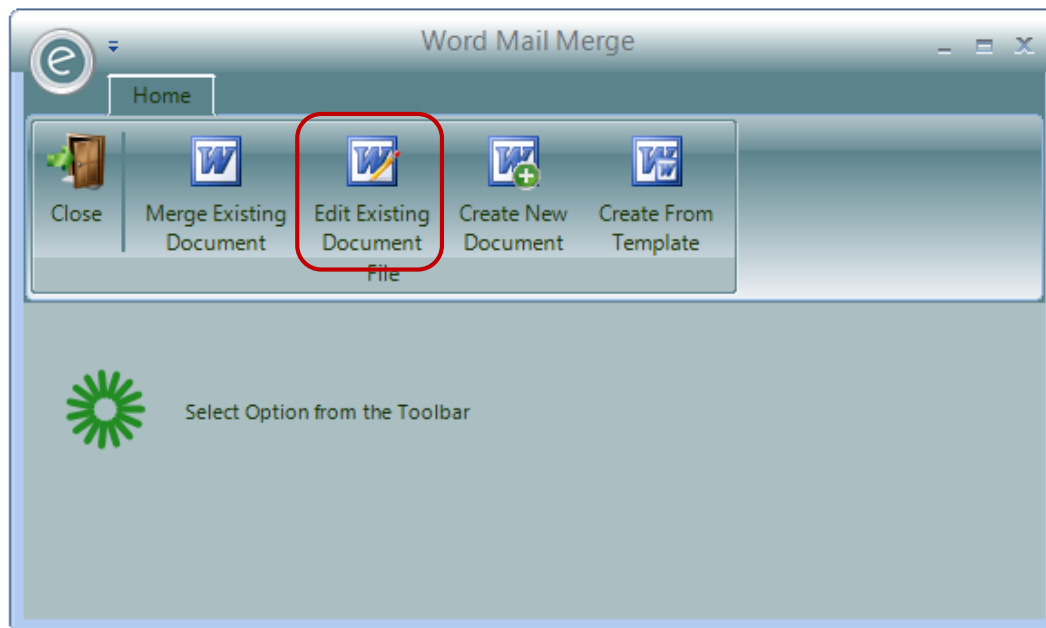 e
Word Mail Merge
Home
Close
Merge Existing
Document
Edit Existing
Document
Create New
Document
Create From
Template
File
Select Option from the Toolbar